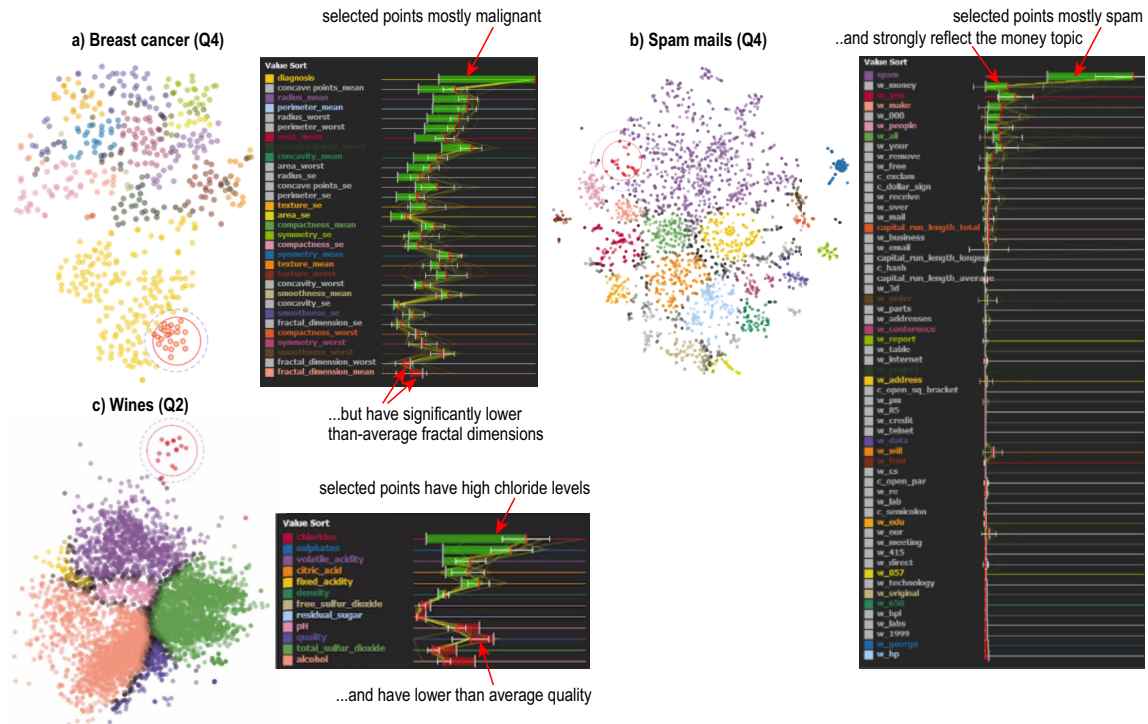 selected points mostly malignant
a) Breast cancer (Q4)
Value Sort
diagnosis
concave points_mean
radius_mean
perimeter_mean
radius_worst
perimeter_worst
area_mean
concave points_worst
concavity_mean
area_worst
radius_se
concave points_se
perimeter_se
texture_se
area_se
compactness_mean
symmetry_se
compactness_se
symmetry_mean
texture_mean
texture_worst
concavity_worst
smoothness_mean
concavity_se
smoothness_se
fractal_dimension_se
compactness_worst
symmetry_worst
smoothness_worst
fractal_dimension_worst
fractal_dimension_mean
...but have significantly lower
than-average fractal dimensions
selected points mostly spam
b) Spam mails (Q4)
..and strongly reflect the money topic
Value Sort
spam
w_money
w_you
w_make
w_000
w_people
w_all
w_your
w_remove
w_free
c_exclam
c_dollar_sign
w_receive
w_over
w_mail
capital_run_length_total
w_business
w_email
capital_run_length_longest
c_hash
capital_run_length_average
w_3d
w_order
w_parts
w_addresses
w_conference
w_report
w_table
w_internet
w_project
w_address
c_open_sq_bracket
w_pm
w_85
w_credit
w_telnet
w_data
w_will
w_font
w_cs
c_open_par
w_re
w_lab
c_semicolon
w_edu
w_our
w_meeting
w_415
w_direct
w_857
w_technology
w_original
w_650
w_hpl
w_labs
w_1999
w_george
w_hp
c) Wines (Q2)
selected points have high chloride levels
Value Sort
chlorides
sulphates
volatile_acidity
citric_acid
fixed_acidity
density
free_sulfur_dioxide
residual_sugar
pH
quality
total_sulfur_dioxide
alcohol
...and have lower than average quality